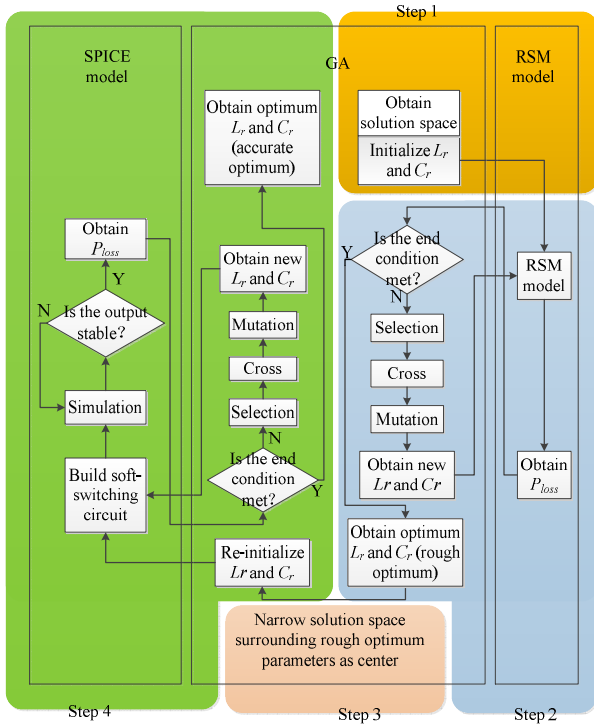 Step 1
SPICE
model
GA
RSM
model
Obtain optimum
Lr and Cr
(accurate
optimum)
Obtain
solution space
Initialize Lr
and Cr
Obtain
Ploss
Y
N
Is the output
stable?
Simulation
Build soft-
switching
circuit
Obtain new
Lr and Cr
Mutation
Cross
Selection
N
Is the end
condition
met?
Y
Re-initialize
Lr and Cr
Y
Is the end
condition
met?
N
Selection
Cross
Mutation
Obtain new
Lr and Cr
Obtain optimum
Lr and Cr (rough
optimum)
RSM
model
Obtain
Ploss
Narrow solution space
surrounding rough optimum
parameters as center
Step 4
Step 3
Step 2